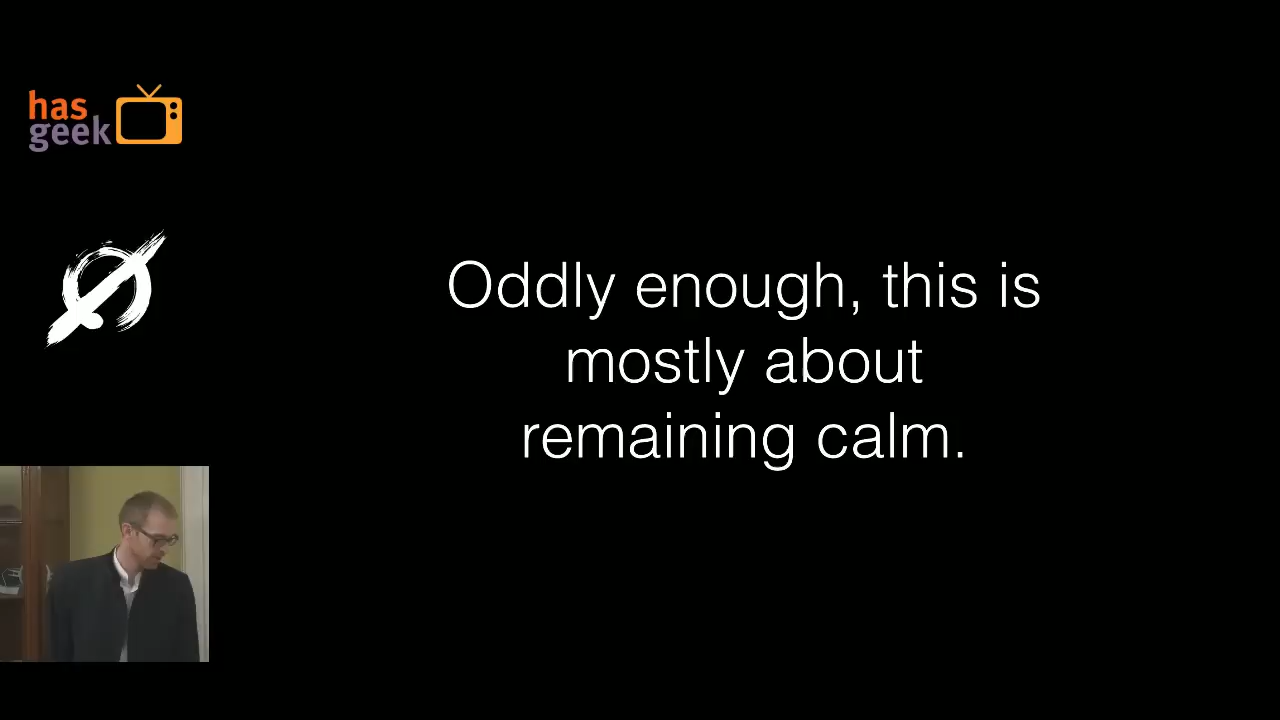 has
geek
Oddly enough, this is
mostly about
remaining calm.